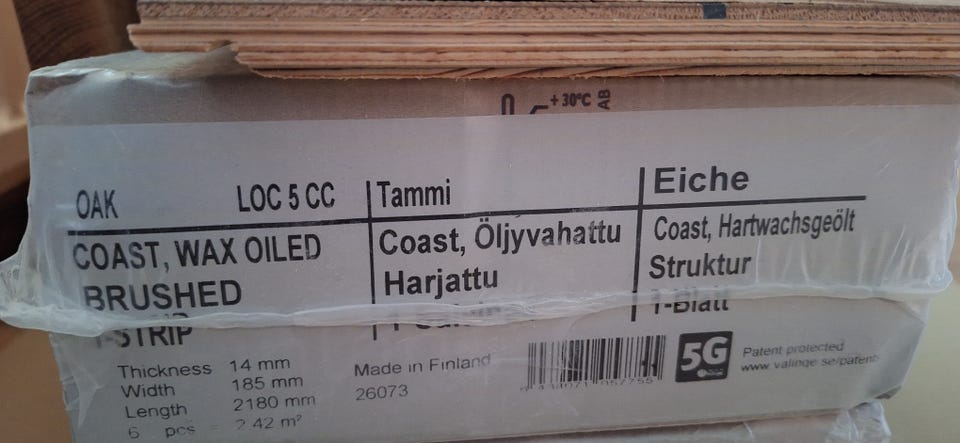 +30°C AB
OAK LOC 5 CC Tammi Eiche
COAST, WAX OILED Coast, Öljyvahattu Coast, Hartwachsgeölt
BRUSHED Harjattu Struktur
1-STRIP 1-Blatt
Thickness 14 mm Made in Finland 5G Patent protected
Width 185 mm 26073 www.valinge.se/patents
Length 2180 mm
6 pcs = 2.42 m²